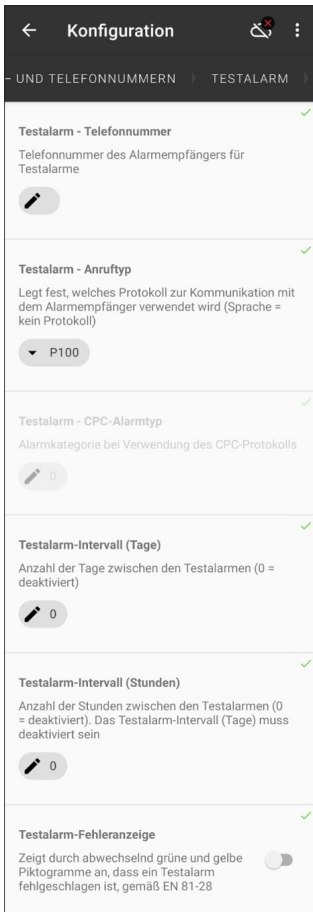 Konfiguration
- UND TELEFONNUMMERN
TESTALARM
Testalarm - Telefonnummer
Telefonnummer des Alarmempfängers für
Testalarme
Testalarm - Anruftyp
Legt fest, welches Protokoll zur Kommunikation mit
dem Alarmempfänger verwendet wird (Sprache =
kein Protokoll)
P100
Testalarm - CPC-Alarmtyp
Alarmkategorie bei Verwendung des CPC-Protokolls
0
Testalarm-Intervall (Tage)
Anzahl der Tage zwischen den Testalarmen (0 =
deaktiviert)
0
Testalarm-Intervall (Stunden)
Anzahl der Stunden zwischen den Testalarmen (0
= deaktiviert). Das Testalarm-Intervall (Tage) muss
deaktiviert sein
0
Testalarm-Fehleranzeige
Zeigt durch abwechselnd grüne und gelbe
Piktogramme an, dass ein Testalarm
fehlgeschlagen ist, gemäß EN 81-28